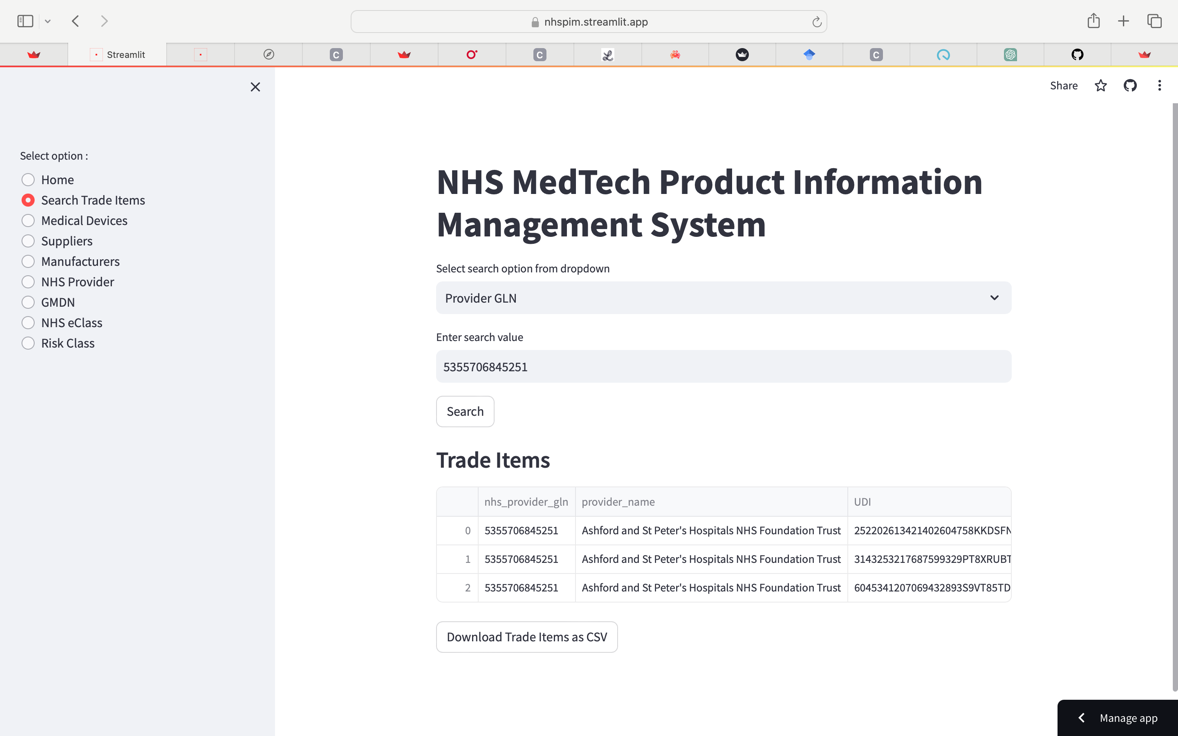 nhspim.streamlit.app
Streamlit
Share
Select option :
Home
Search Trade Items
Medical Devices
Suppliers
Manufacturers
NHS Provider
GMDN
NHS eClass
Risk Class
NHS MedTech Product Information
Management System
Select search option from dropdown
Provider GLN
Enter search value
5355706845251
Search
Trade Items
nhs_provider_gln provider_name UDI
0 5355706845251 Ashford and St Peter's Hospitals NHS Foundation Trust 252202613421402604758KKDSFN
1 5355706845251 Ashford and St Peter's Hospitals NHS Foundation Trust 3143253217687599329PT8XRUBT
2 5355706845251 Ashford and St Peter's Hospitals NHS Foundation Trust 6045341207069432893S9VT85TD
Download Trade Items as CSV
Manage app